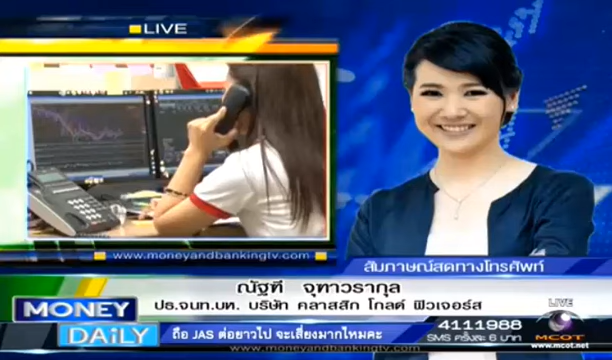 LIVE
www.moneyandbankingtv.com
สัมภาษณ์สดทางโทรศัพท์
ณัฐฑี จุฑาวรากุล
ปธ.จนท.บห. บริษัท คลาสสิก โกลด์ ฟิวเจอร์ส
LIVE
MONEY
DAILY
ถือ JAS ต่อยาวไป จะเสี่ยงมากไหมคะ
4111988
SMS ครั้งละ 6 บาท
MCOT
www.mcot.net
www.moneyandbankingtv.com